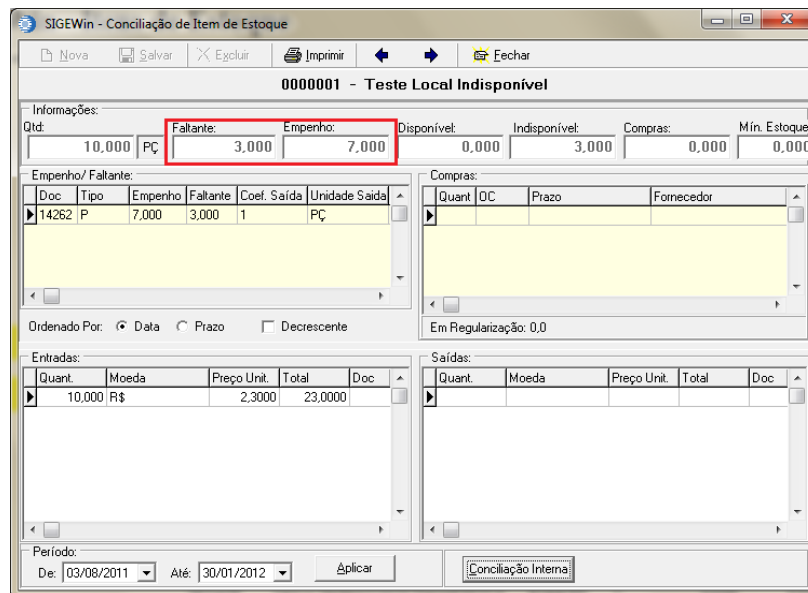 SIGEWin - Conciliação de Item de Estoque
Nova Salvar Excluir Imprimir Fechar
0000001 - Teste Local Indisponível
Informações:
Qtd: Faltante: Empenho: Disponível: Indisponível: Compras: Mín. Estoque
10,000 PÇ 3,000 7,000 0,000 3,000 0,000 0,000
Empenho/ Faltante: Compras:
Doc Tipo Empenho Faltante Coef. Saída Unidade Saida Quant OC Prazo Fornecedor
14262 P 7,000 3,000 1 PÇ
Ordenado Por: Data Prazo Decrescente Em Regularização: 0,0
Entradas: Saídas:
Quant. Moeda Preço Unit. Total Doc Quant. Moeda Preço Unit. Total Doc
10,000 R$ 2,3000 23,0000
Período:
De: 03/08/2011 Até: 30/01/2012 Aplicar Conciliação Interna